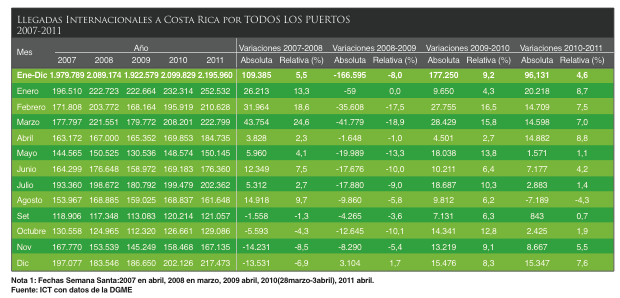 Llegadas Internacionales a Costa Rica por TODOS LOS PUERTOS
2007-2011
Mes Año Variaciones 2007-2008 Variaciones 2008-2009 Variaciones 2009-2010 Variaciones 2010-2011
2007 2008 2009 2010 2011 Absoluta Relativa (%) Absoluta Relativa (%) Absoluta Relativa (%) Absoluta Relativa (%)
Ene-Dic 1.979.789 2.089.174 1.922.579 2.099.829 2.195.960 109.385 5,5 -166.595 -8,0 177.250 9,2 96,131 4,6
Enero 196.510 222.723 222.664 232.314 252.532 26.213 13,3 -59 0,0 9.650 4,3 20.218 8,7
Febrero 171.808 203.772 168.164 195.919 210.628 31.964 18,6 -35.608 -17,5 27.755 16,5 14.709 7,5
Marzo 177.797 221.551 179.772 208.201 222.799 43.754 24,6 -41.779 -18,9 28.429 15,8 14.598 7,0
Abril 163.172 167.000 165.352 169.853 184.735 3.828 2,3 -1.648 -1,0 4.501 2,7 14.882 8,8
Mayo 144.565 150.525 130.536 148.574 150.145 5.960 4,1 -19.989 -13,3 18.038 13,8 1.571 1,1
Junio 164.299 176.648 158.972 169.183 176.360 12.349 7,5 -17.676 -10,0 10.211 6,4 7.177 4,2
Julio 193.360 198.672 180.792 199.479 202.362 5.312 2,7 -17.880 -9,0 18.687 10,3 2.883 1,4
Agosto 153.967 168.885 159.025 168.837 161.648 14.918 9,7 -9.860 -5,8 9.812 6,2 -7.189 -4,3
Set 118.906 117.348 113.083 120.214 121.057 -1.558 -1,3 -4.265 -3,6 7.131 6,3 843 0,7
Octubre 130.558 124.965 112.320 126.661 129.086 -5.593 -4,3 -12.645 -10,1 14.341 12,8 2.425 1,9
Nov 167.770 153.539 145.249 158.468 167.135 -14.231 -8,5 -8.290 -5,4 13.219 9,1 8.667 5,5
Dic 197.077 183.546 186.650 202.126 217.473 -13.531 -6,9 3.104 1,7 15.476 8,3 15.347 7,6
Nota 1: Fechas Semana Santa:2007 en abril, 2008 en marzo, 2009 abril, 2010(28marzo-3abril), 2011 abril.
Fuente: ICT con datos de la DGME